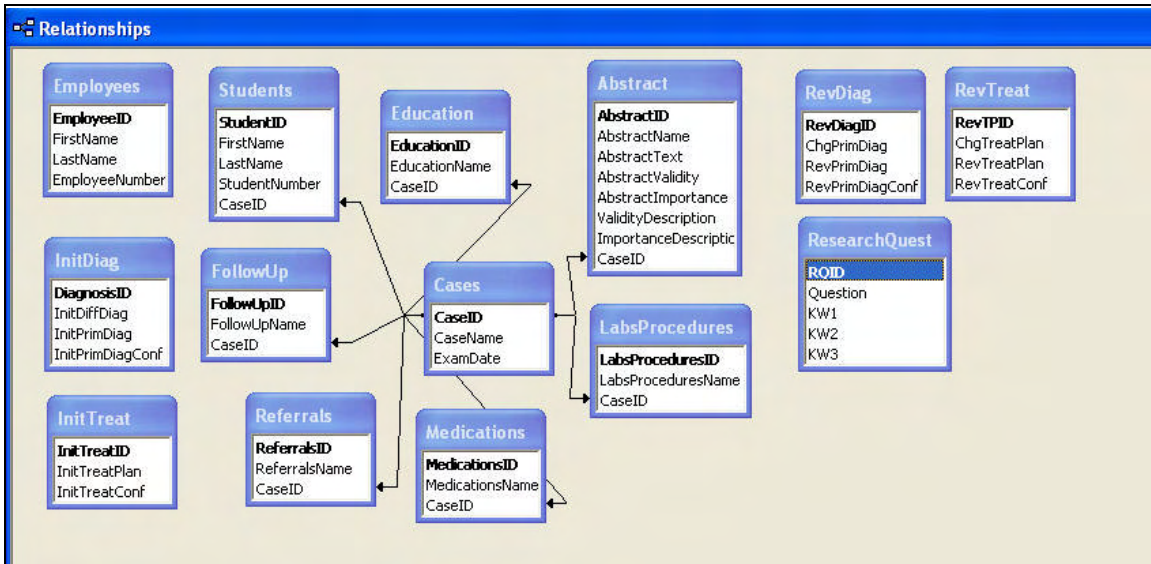 Relationships
Employees
EmployeeID
FirstName
LastName
EmployeeNumber
Students
StudentID
FirstName
LastName
StudentNumber
CaseID
Education
EducationID
EducationName
CaseID
Abstract
AbstractID
AbstractName
AbstractText
AbstractValidity
AbstractImportance
ValidityDescription
ImportanceDescriptic
CaseID
RevDiag
RevDiagID
ChgPrimDiag
RevPrimDiag
RevPrimDiagConf
RevTreat
RevTPID
ChgTreatPlan
RevTreatPlan
RevTreatConf
InitDiag
DiagnosisID
InitDiffDiag
InitPrimDiag
InitPrimDiagConf
FollowUp
FollowUpID
FollowUpName
CaseID
Cases
CaseID
CaseName
ExamDate
LabsProcedures
LabsProceduresID
LabsProceduresName
CaseID
ResearchQuest
RQID
Question
KW1
KW2
KW3
InitTreat
InitTreatID
InitTreatPlan
InitTreatConf
Referrals
ReferralsID
ReferralsName
CaseID
Medications
MedicationsID
MedicationsName
CaseID